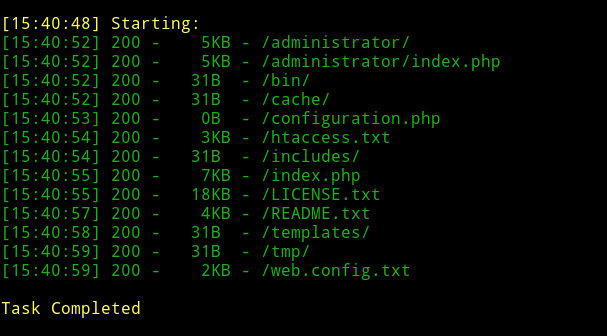 [15:40:48] Starting:
[15:40:52] 200 -    5KB - /administrator/
[15:40:52] 200 -    5KB - /administrator/index.php
[15:40:52] 200 -   31B  - /bin/
[15:40:52] 200 -   31B  - /cache/
[15:40:53] 200 -    0B  - /configuration.php
[15:40:54] 200 -    3KB - /htaccess.txt
[15:40:54] 200 -   31B  - /includes/
[15:40:55] 200 -    7KB - /index.php
[15:40:55] 200 -   18KB - /LICENSE.txt
[15:40:57] 200 -    4KB - /README.txt
[15:40:58] 200 -   31B  - /templates/
[15:40:59] 200 -   31B  - /tmp/
[15:40:59] 200 -    2KB - /web.config.txt
Task Completed